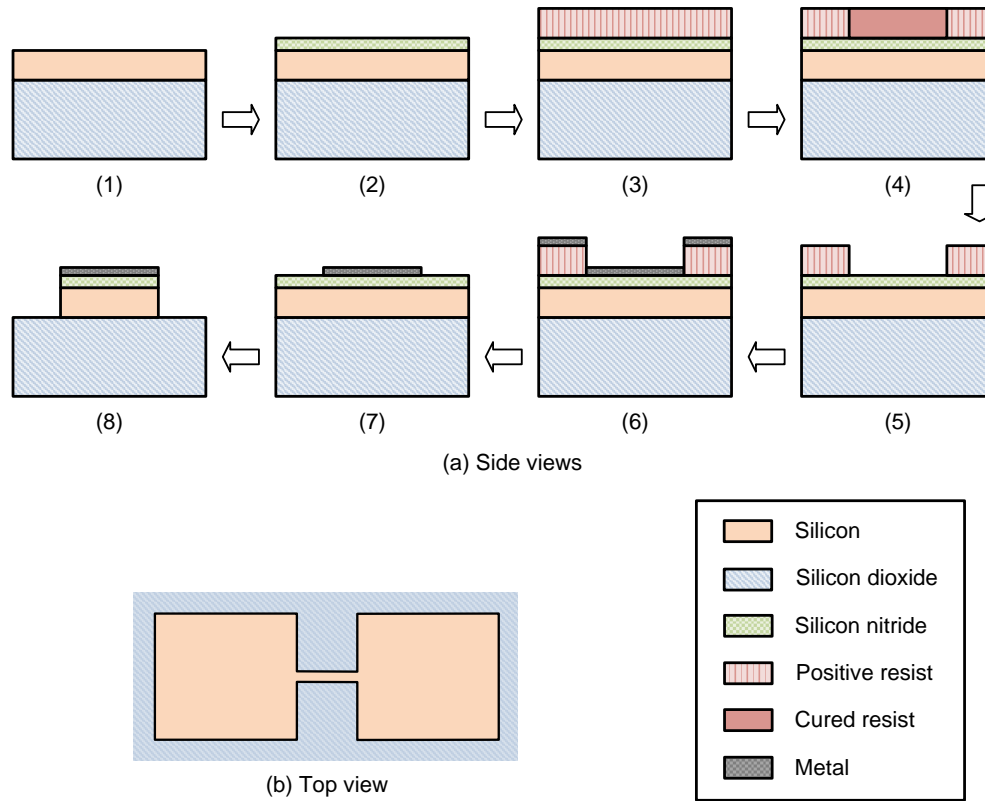 (1)
(2)
(3)
(4)
(8)
(7)
(6)
(5)
(a) Side views
Silicon
Silicon dioxide
Silicon nitride
Positive resist
Cured resist
Metal
(b) Top view